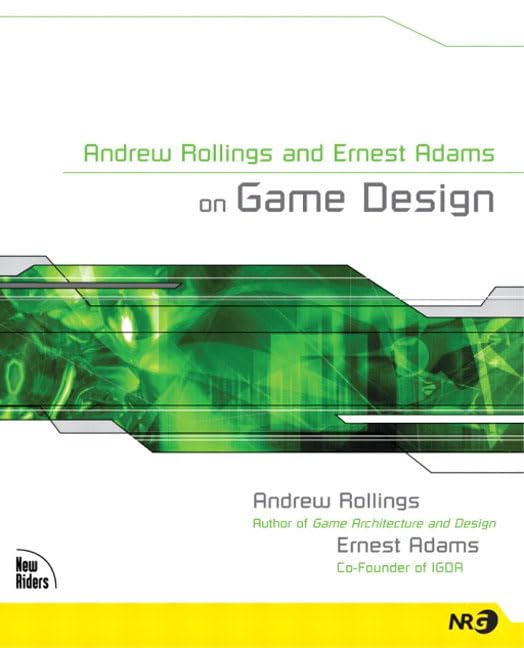 Andrew Rollings and Ernest Adams
on Game Design
Andrew Rollings
Author of Game Architecture and Design
Ernest Adams
Co-Founder of IGDA
New
Riders
NRG